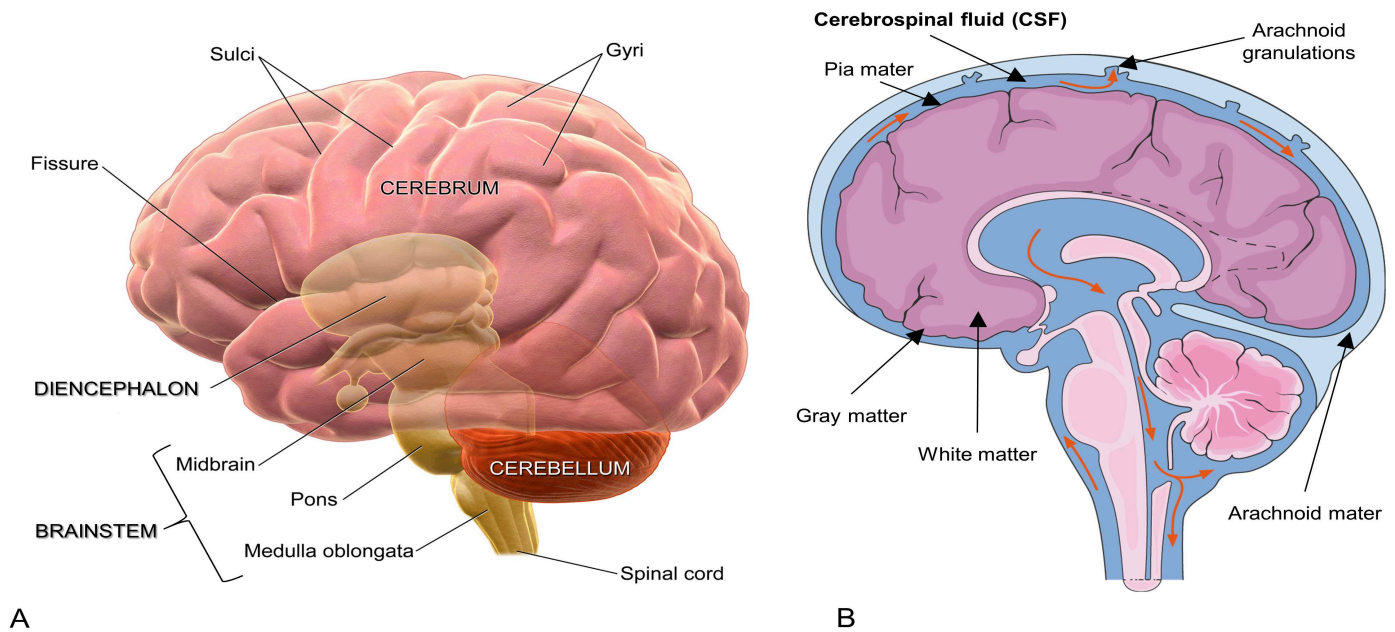 Sulci
Gyri
Fissure
CEREBRUM
DIENCEPHALON
Midbrain
CEREBELLUM
Pons
BRAINSTEM
Medulla oblongata
Spinal cord
A
Cerebrospinal fluid (CSF)
Arachnoid
granulations
Pia mater
Gray matter
White matter
Arachnoid mater
B